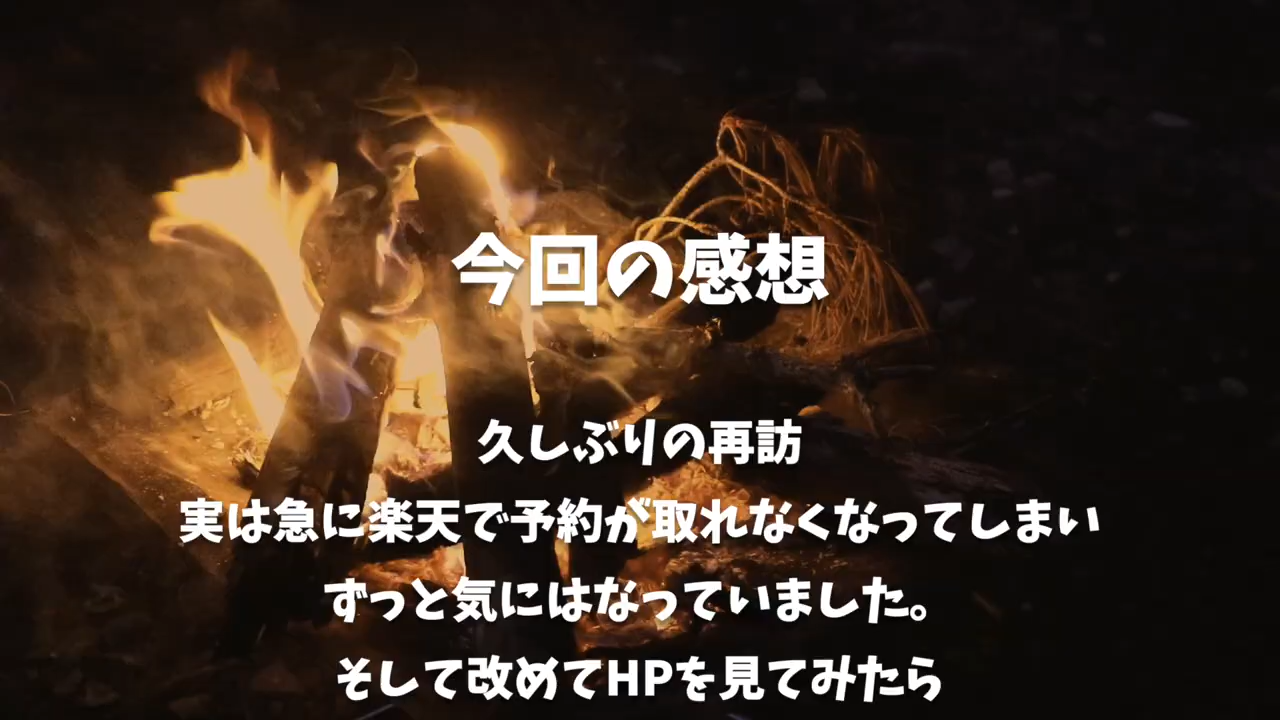 今回の感想
久しぶりの再訪
実は急に楽天で予約が取れなくなってしまい
ずっと気にはなっていました。
そして改めてHPを見てみたら